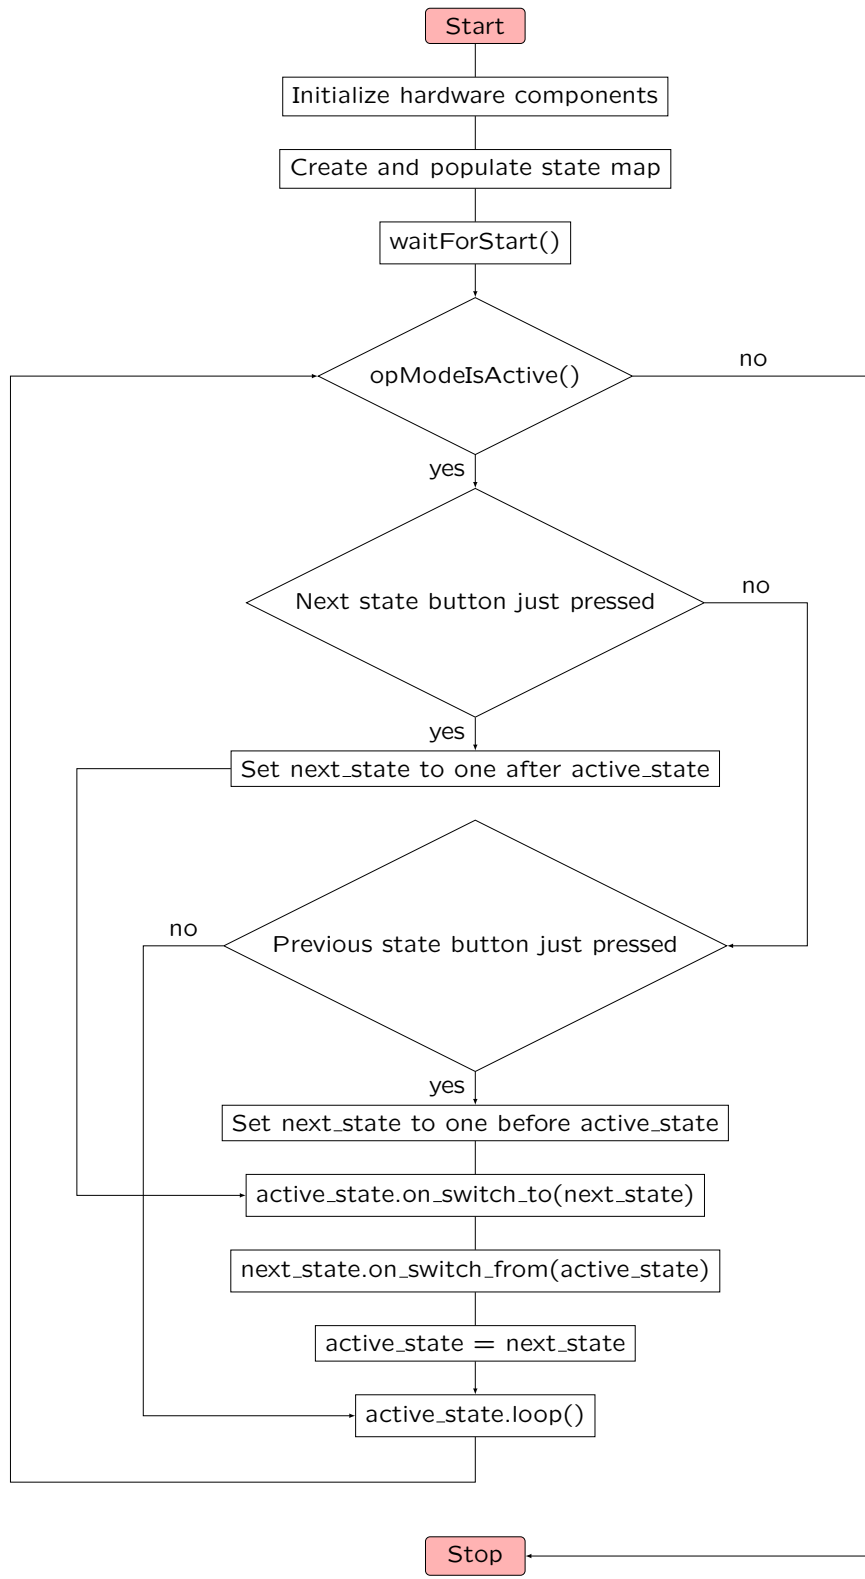 Start
Initialize hardware components
Create and populate state map
waitForStart()
opModeIsActive()
no
yes
Next state button just pressed
no
yes
Set next_state to one after active_state
Previous state button just pressed
no
yes
Set next_state to one before active_state
active_state.on_switch_to(next_state)
next_state.on_switch_from(active_state)
active_state = next_state
active_state.loop()
Stop